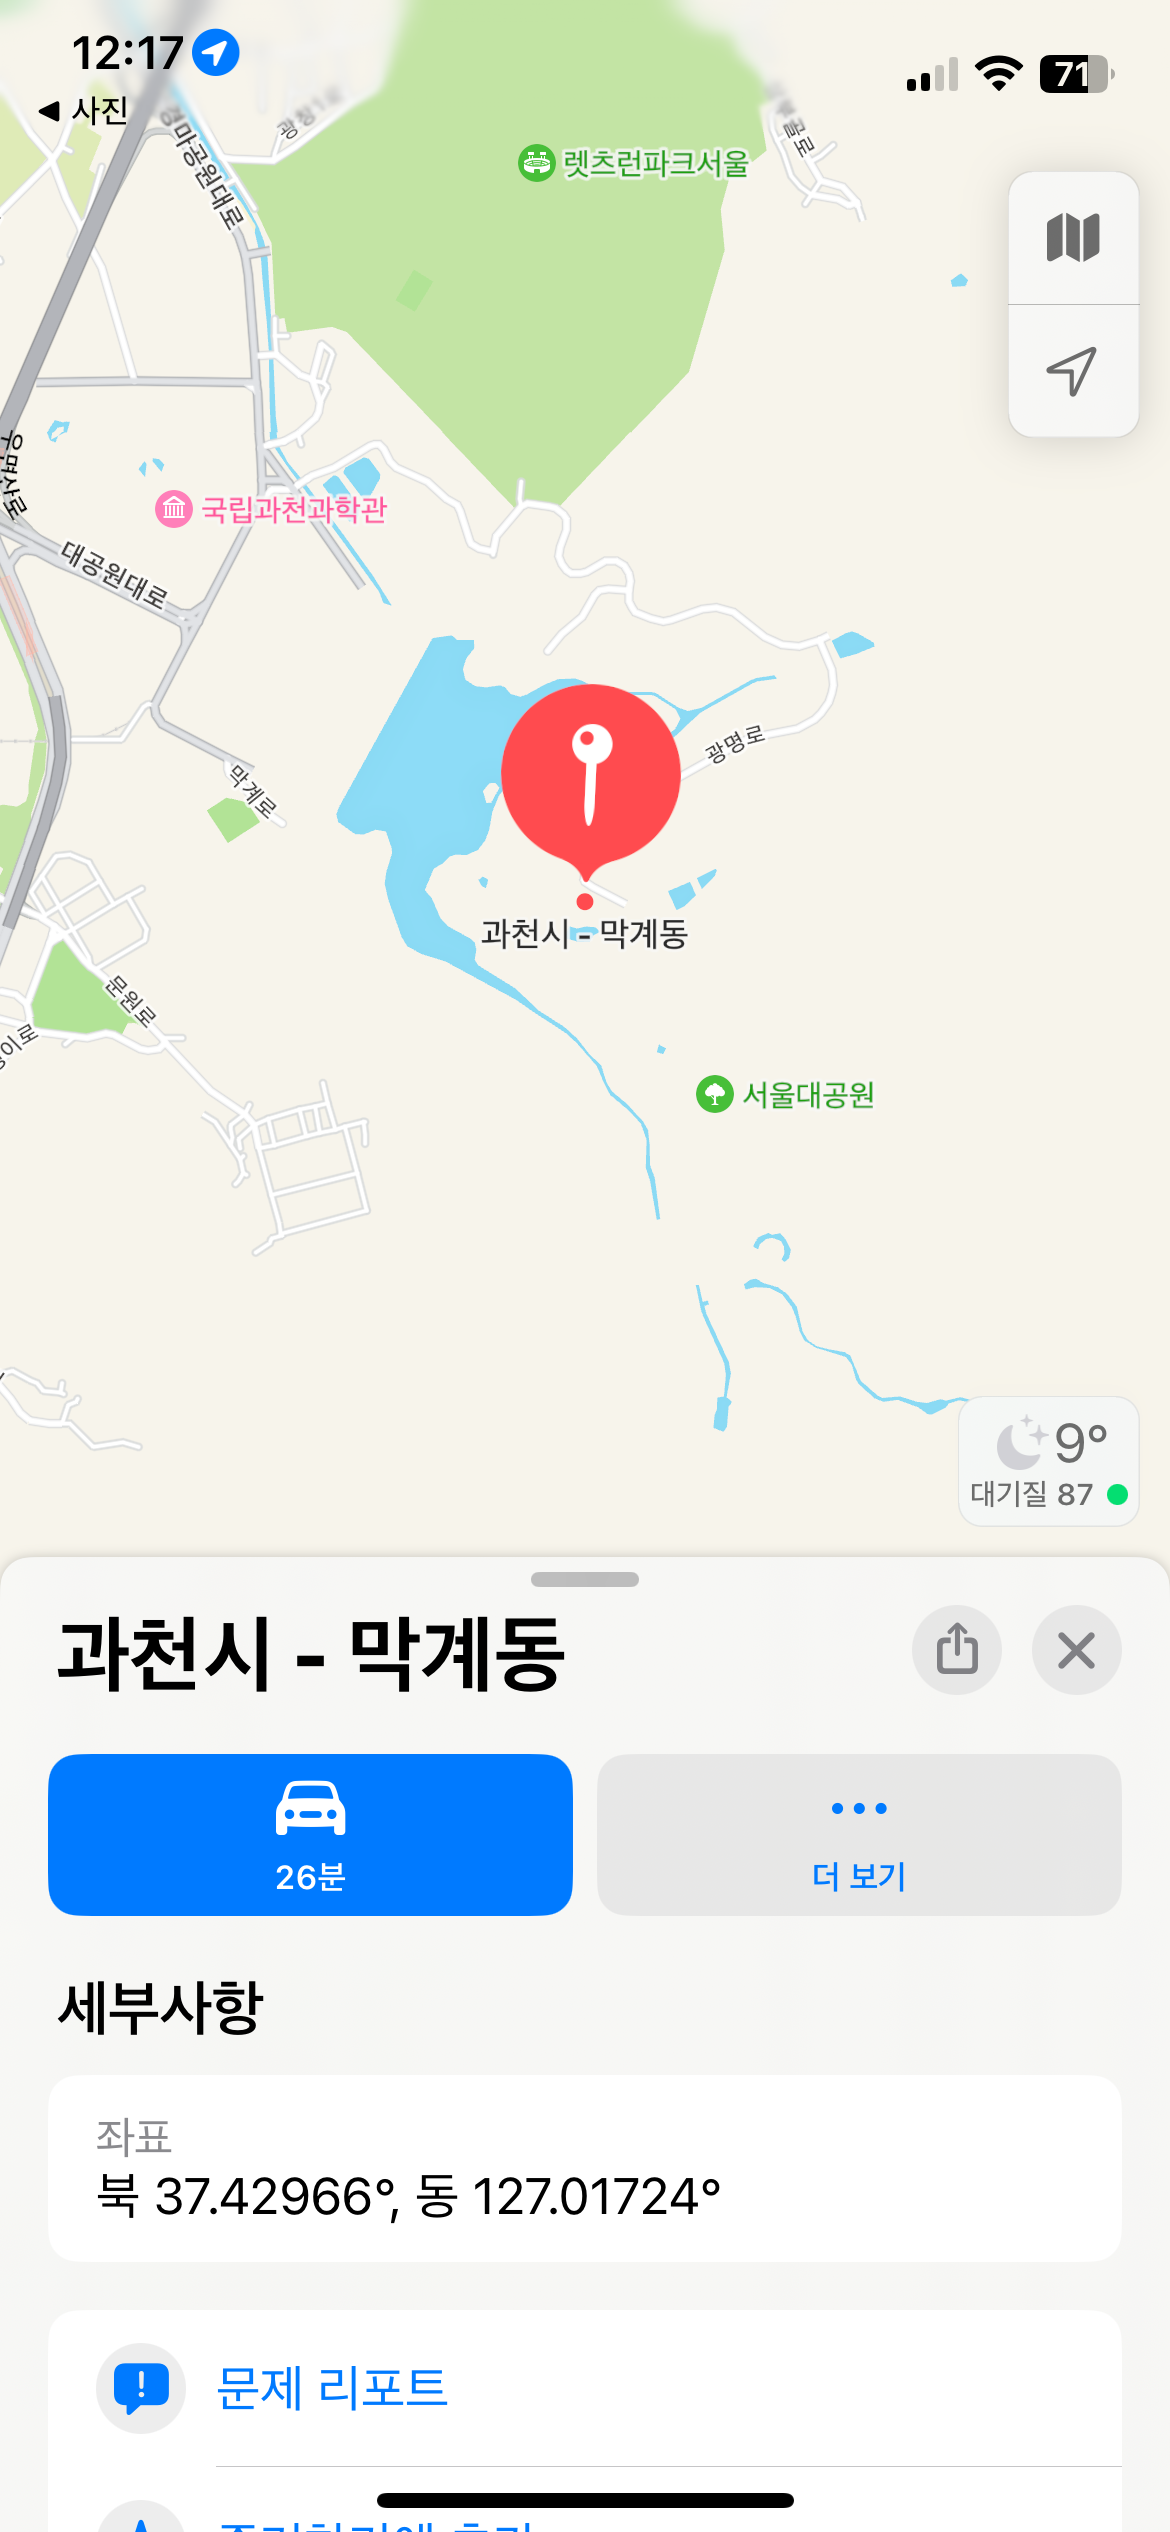 12:17
71
◀ 사진
경마공원대로
광창1로
렛츠런파크서울
국립과천과학관
대공원대로
우면산로
광명로
막계로
과천시 - 막계동
문원로
서울대공원
9°
대기질 87
과천시 - 막계동
26분
더 보기
세부사항
좌표
북 37.42966°, 동 127.01724°
문제 리포트